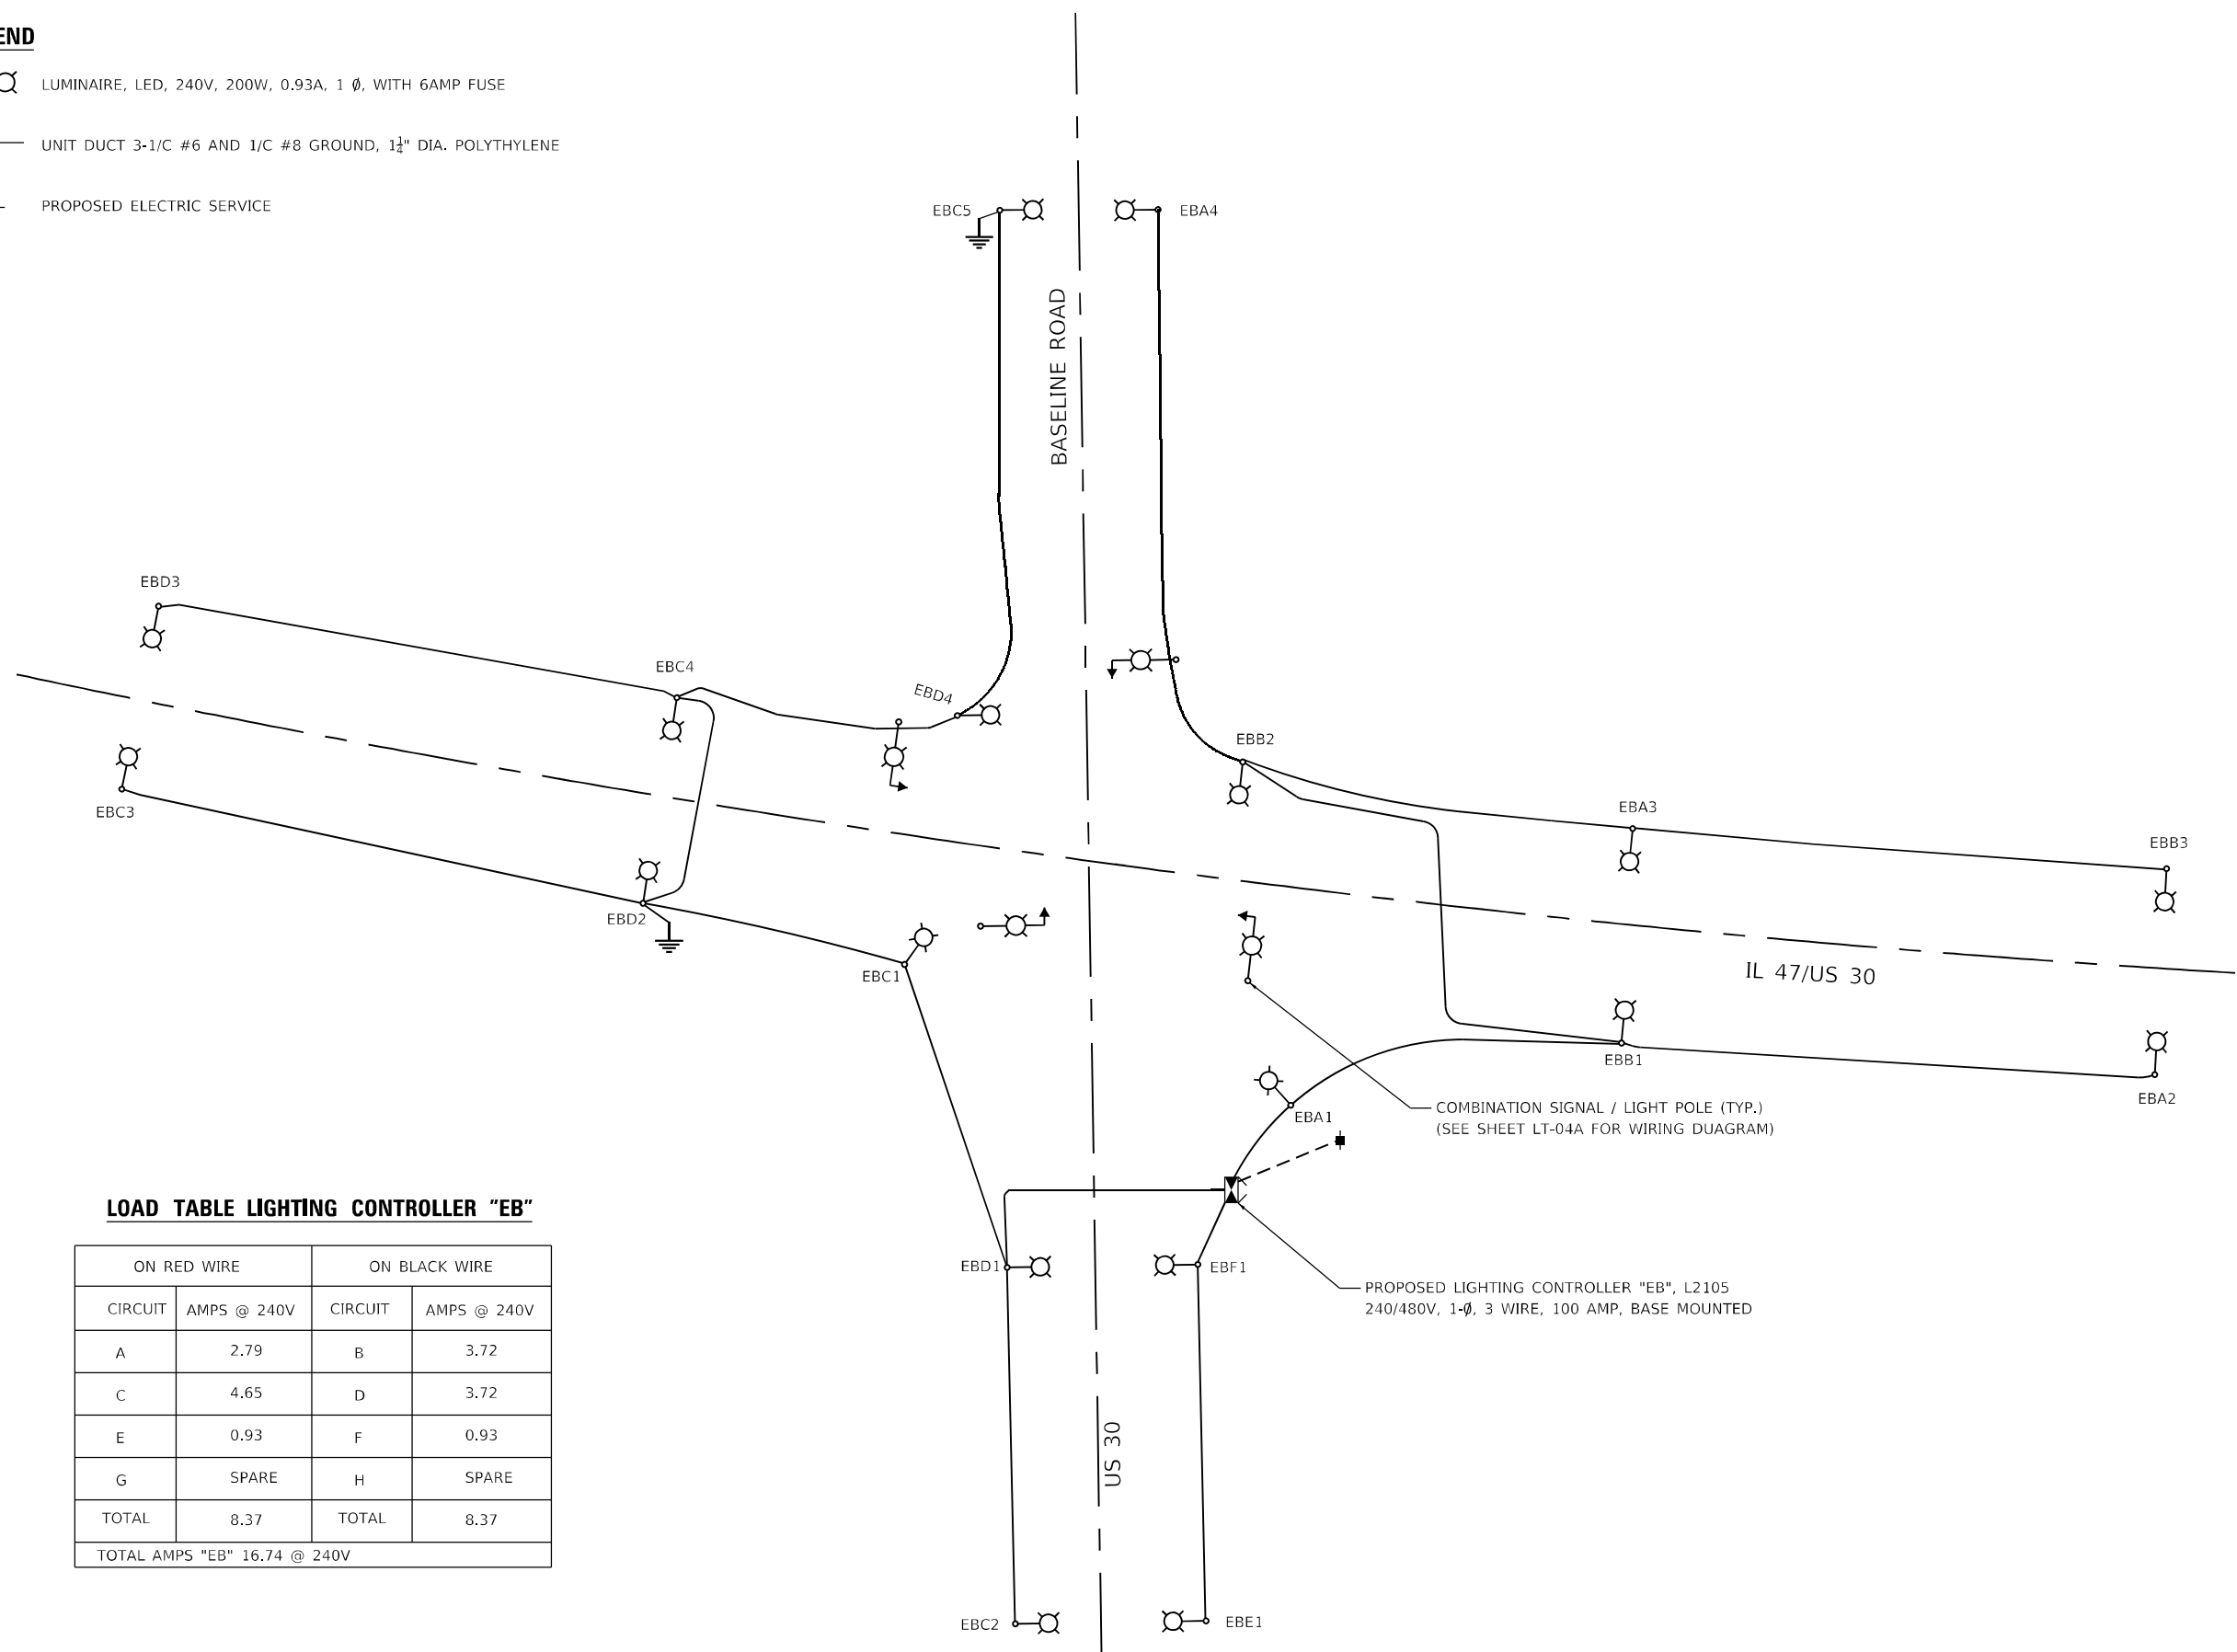 END
LUMINAIRE, LED, 240V, 200W, 0.93A, 1 Ø, WITH 6AMP FUSE
UNIT DUCT 3-1/C #6 AND 1/C #8 GROUND, 1¼" DIA. POLYTHYLENE
PROPOSED ELECTRIC SERVICE
EBC5
EBA4
BASELINE ROAD
EBD3
EBC4
EBD4
EBB2
EBC3
EBA3
EBB3
EBD2
EBC1
IL 47/US 30
EBB1
EBA2
EBA1
COMBINATION SIGNAL / LIGHT POLE (TYP.)
(SEE SHEET LT-04A FOR WIRING DUAGRAM)
EBD1
EBF1
PROPOSED LIGHTING CONTROLLER "EB", L2105
240/480V, 1-Ø, 3 WIRE, 100 AMP, BASE MOUNTED
US 30
EBC2
EBE1
LOAD TABLE LIGHTING CONTROLLER "EB"
ON RED WIRE ON BLACK WIRE
CIRCUIT AMPS @ 240V CIRCUIT AMPS @ 240V
A 2.79 B 3.72
C 4.65 D 3.72
E 0.93 F 0.93
G SPARE H SPARE
TOTAL 8.37 TOTAL 8.37
TOTAL AMPS "EB" 16.74 @ 240V